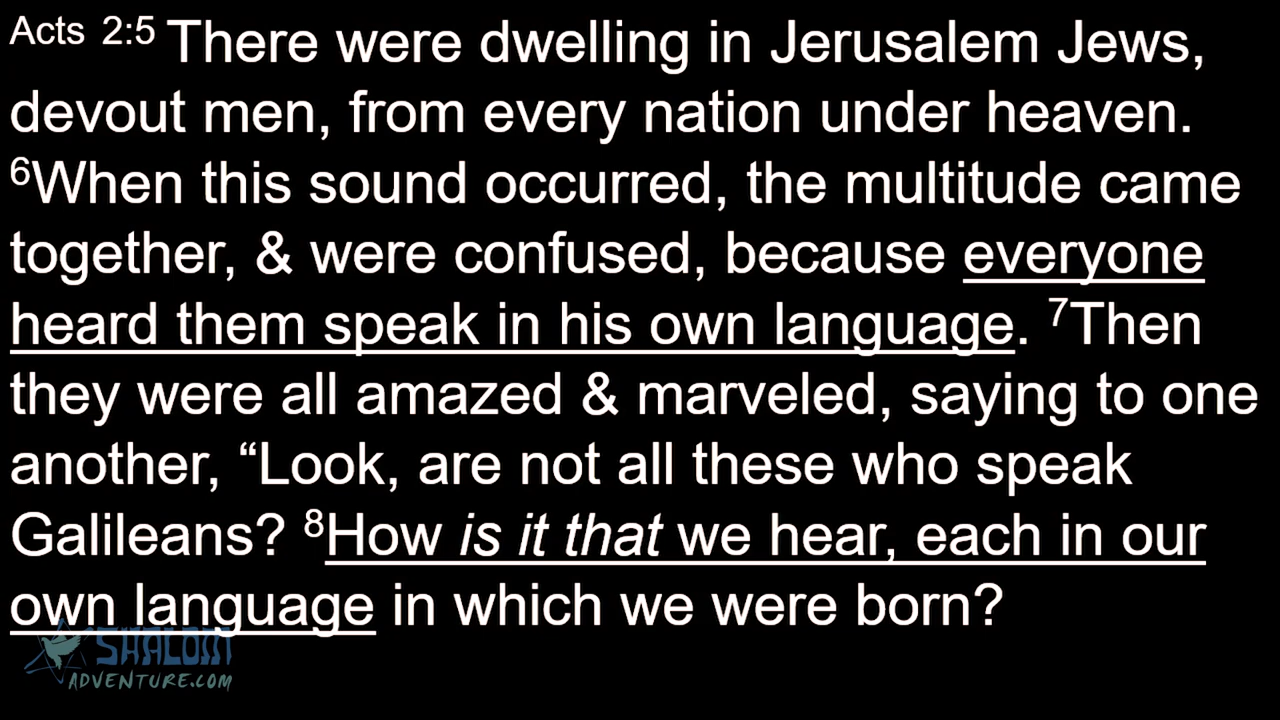 Acts 2:5 There were dwelling in Jerusalem Jews,
devout men, from every nation under heaven.
6When this sound occurred, the multitude came
together, & were confused, because everyone
heard them speak in his own language. 7Then
they were all amazed & marveled, saying to one
another, “Look, are not all these who speak
Galileans? 8How is it that we hear, each in our
own language in which we were born?
SHALOM
ADVENTURE.COM